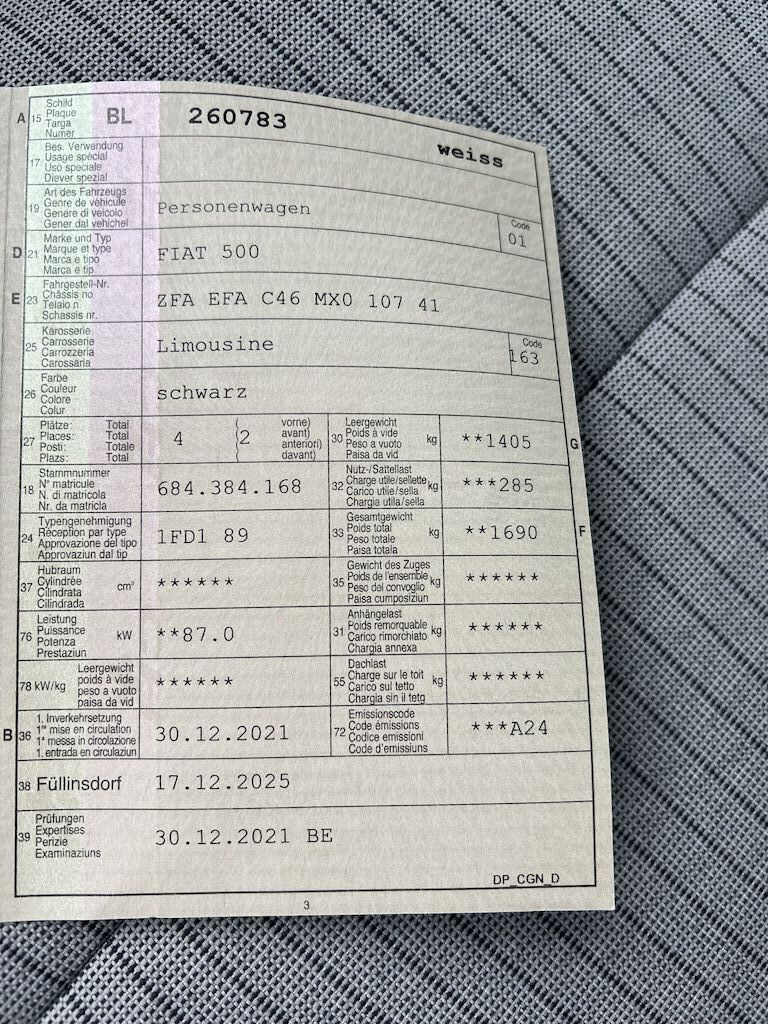 A 15 Schild
Plaque
Targa
Numer
BL 260783 weiss
17 Bes. Verwendung
Usage spécial
Uso speciale
Diever spezial
19 Art des Fahrzeugs
Genre de véhicule
Genere di veicolo
Gener dal vehichel
Personenwagen
Code
01
D 21 Marke und Typ
Marque et type
Marca e tipo
Marca e tip
FIAT 500
E 23 Fahrgestell-Nr.
Châssis no
Telaio n.
Schassis nr.
ZFA EFA C46 MX0 107 41
25 Karosserie
Carrosserie
Carrozzeria
Carossaria
Limousine
Code
163
26 Farbe
Couleur
Colore
Colur
schwarz
27 Plätze: Total
Places: Total
Posti: Totale
Plazs: Total
4 (2 vorne)
avant)
anteriori)
davant)
30 Leergewicht
Poids à vide
Peso a vuoto
Paisa da vid
kg **1405 G
18 Stammnummer
N° matricule
N. di matricola
Nr. da matricla
684.384.168
32 Nutz-/Sattellast
Charge utile/sellette
Carico utile/sella
Chargia utila/sella
kg ***285
24 Typengenehmigung
Réception par type
Approvazione del tipo
Approvaziun dal tip
1FD1 89
33 Gesamtgewicht
Poids total
Peso totale
Paisa totala
kg **1690 F
37 Hubraum
Cylindrée
Cilindrata
Cilindrada
cm³ ******
35 Gewicht des Zuges
Poids de l'ensemble
Peso del convoglio
Paisa cumposiziun
kg ******
76 Leistung
Puissance
Potenza
Prestaziun
kW **87.0
31 Anhängelast
Poids remorquable
Carico rimorchiato
Chargia annexa
kg ******
78 kW/kg Leergewicht
poids à vide
peso a vuoto
paisa da vid
******
55 Dachlast
Charge sur le toit
Carico sul tetto
Chargia sin il tetg
kg ******
B 36 1. Inverkehrsetzung
1re mise en circulation
1a messa in circolazione
1. entrada en circulaziun
30.12.2021
72 Emissionscode
Code émissions
Codice emissioni
Code d'emissiuns
***A24
38 Füllinsdorf 17.12.2025
39 Prüfungen
Expertises
Perizie
Examinaziuns
30.12.2021 BE
DP_CGN_D
3